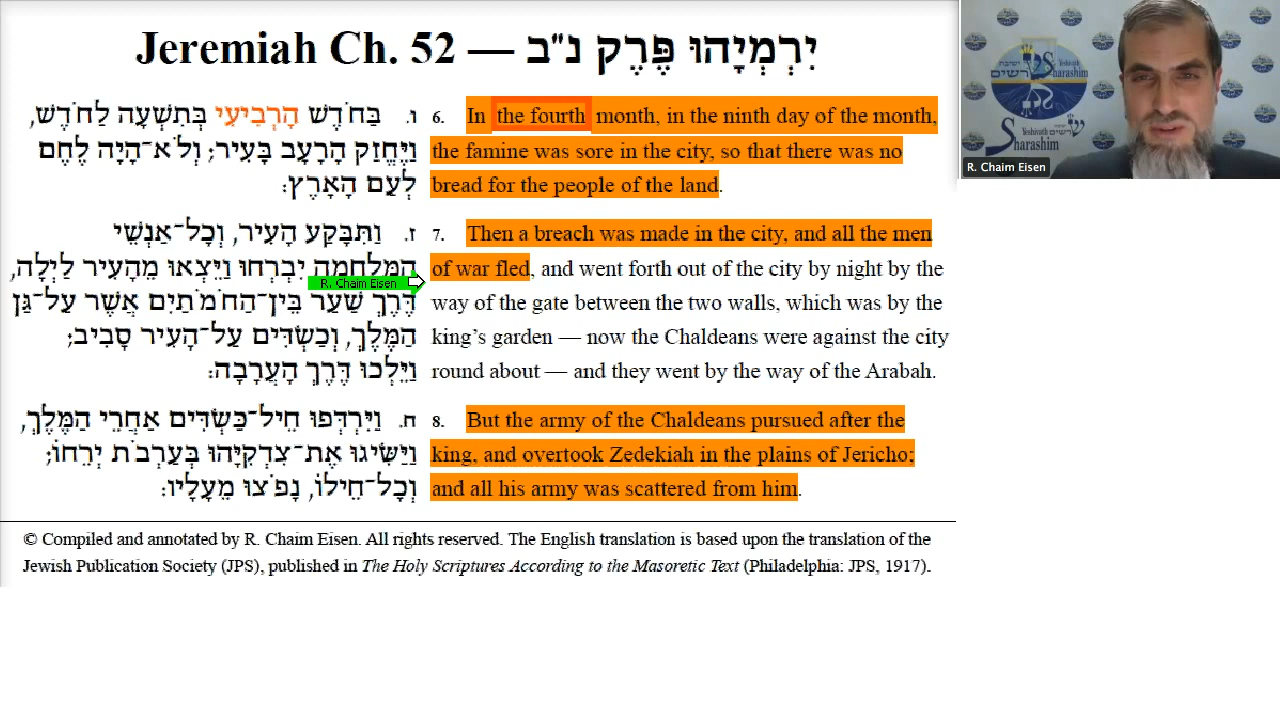 Jeremiah Ch. 52 — יִרְמְיָהוּ פֶּרֶק נ"ב
ו. בַּחֹדֶשׁ הָרְבִיעִי בְּתִשְׁעָה לַחֹדֶשׁ,
וַיֶּחֱזַק הָרָעָב בָּעִיר; וְלֹא־הָיָה לֶחֶם
לְעַם הָאָרֶץ:
6. In the fourth month, in the ninth day of the month,
the famine was sore in the city, so that there was no
bread for the people of the land.
ז. וַתִּבָּקַע הָעִיר, וְכָל־אַנְשֵׁי
הַמִּלְחָמָה יִבְרְחוּ וַיֵּצְאוּ מֵהָעִיר לַיְלָה,
דֶּרֶךְ שַׁעַר בֵּין־הַחֹמֹתַיִם אֲשֶׁר עַל־גַּן
הַמֶּלֶךְ, וְכַשְׂדִּים עַל־הָעִיר סָבִיב;
וַיֵּלְכוּ דֶּרֶךְ הָעֲרָבָה:
7. Then a breach was made in the city, and all the men
of war fled, and went forth out of the city by night by the
way of the gate between the two walls, which was by the
king's garden — now the Chaldeans were against the city
round about — and they went by the way of the Arabah.
R. Chaim Eisen
ח. וַיִּרְדְּפוּ חֵיל־כַּשְׂדִּים אַחֲרֵי הַמֶּלֶךְ,
וַיַּשִּׂיגוּ אֶת־צִדְקִיָּהוּ בְּעַרְבֹת יְרֵחוֹ;
וְכָל־חֵילוֹ, נָפֹצוּ מֵעָלָיו:
8. But the army of the Chaldeans pursued after the
king, and overtook Zedekiah in the plains of Jericho;
and all his army was scattered from him.
© Compiled and annotated by R. Chaim Eisen. All rights reserved. The English translation is based upon the translation of the
Jewish Publication Society (JPS), published in The Holy Scriptures According to the Masoretic Text (Philadelphia: JPS, 1917).
Yeshivath
Sharashim
ישיבת
שרשים
Yeshivath
Sharashim
R. Chaim Eisen